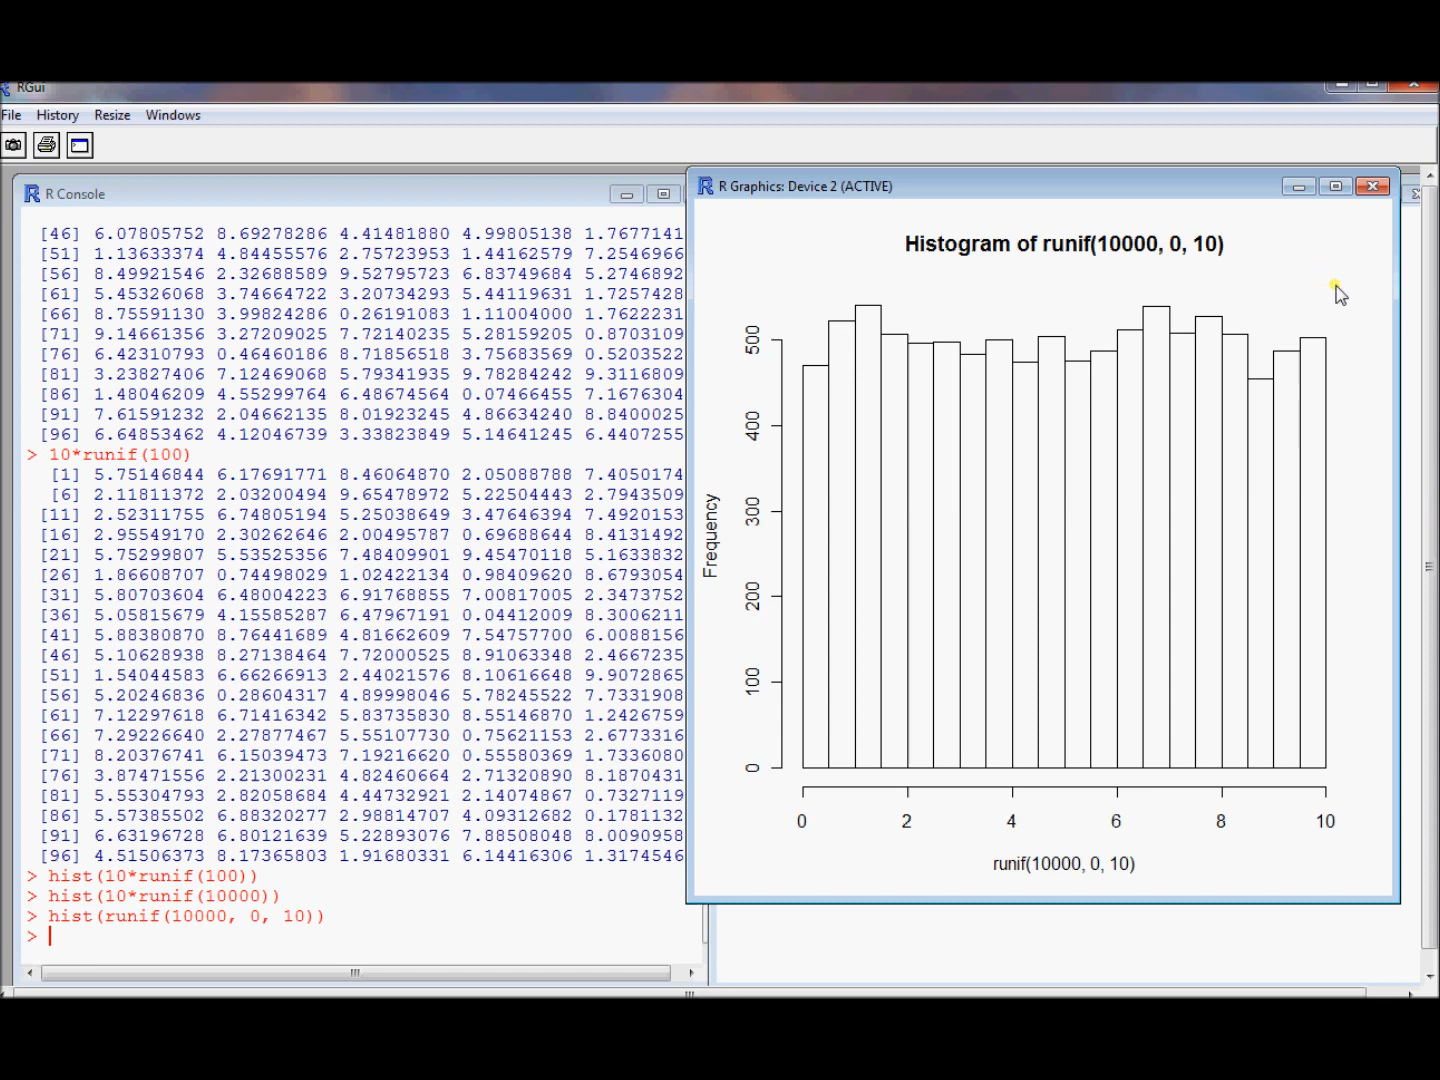 RGui
File History Resize Windows
R Console
[46] 6.07805752 8.69278286 4.41481880 4.99805138 1.7677141
[51] 1.13633374 4.84455576 2.75723953 1.44162579 7.2546966
[56] 8.49921546 2.32688589 9.52795723 6.83749684 5.2746892
[61] 5.45326068 3.74664722 3.20734293 5.44119631 1.7257428
[66] 8.75591130 3.99824286 0.26191083 1.11004000 1.7622231
[71] 9.14661356 3.27209025 7.72140235 5.28159205 0.8703109
[76] 6.42310793 0.46460186 8.71856518 3.75683569 0.5203522
[81] 3.23827406 7.12469068 5.79341935 9.78284242 9.3116809
[86] 1.48046209 4.55299764 6.48674564 0.07466455 7.1676304
[91] 7.61591232 2.04662135 8.01923245 4.86634240 8.8400025
[96] 6.64853462 4.12046739 3.33823849 5.14641245 6.4407255
> 10*runif(100)
[1] 5.75146844 6.17691771 8.46064870 2.05088788 7.4050174
[6] 2.11811372 2.03200494 9.65478972 5.22504443 2.7943509
[11] 2.52311755 6.74805194 5.25038649 3.47646394 7.4920153
[16] 2.95549170 2.30262646 2.00495787 0.69688644 8.4131492
[21] 5.75299807 5.53525356 7.48409901 9.45470118 5.1633832
[26] 1.86608707 0.74498029 1.02422134 0.98409620 8.6793054
[31] 5.80703604 6.48004223 6.91768855 7.00817005 2.3473752
[36] 5.05815679 4.15585287 6.47967191 0.04412009 8.3006211
[41] 5.88380870 8.76441689 4.81662609 7.54757700 6.0088156
[46] 5.10628938 8.27138464 7.72000525 8.91063348 2.4667235
[51] 1.54044583 6.66266913 2.44021576 8.10616648 9.9072865
[56] 5.20246836 0.28604317 4.89998046 5.78245522 7.7331908
[61] 7.12297618 6.71416342 5.83735830 8.55146870 1.2426759
[66] 7.29226640 2.27877467 5.55107730 0.75621153 2.6773316
[71] 8.20376741 6.15039473 7.19216620 0.55580369 1.7336080
[76] 3.87471556 2.21300231 4.82460664 2.71320890 8.1870431
[81] 5.55304793 2.82058684 4.44732921 2.14074867 0.7327119
[86] 5.57385502 6.88320277 2.98814707 4.09312682 0.1781132
[91] 6.63196728 6.80121639 5.22893076 7.88508048 8.0090958
[96] 4.51506373 8.17365803 1.91680331 6.14416306 1.3174546
> hist(10*runif(100))
> hist(10*runif(10000))
> hist(runif(10000, 0, 10))
>
R Graphics: Device 2 (ACTIVE)
Histogram of runif(10000, 0, 10)
Frequency
500
400
300
200
100
0
0 2 4 6 8 10
runif(10000, 0, 10)